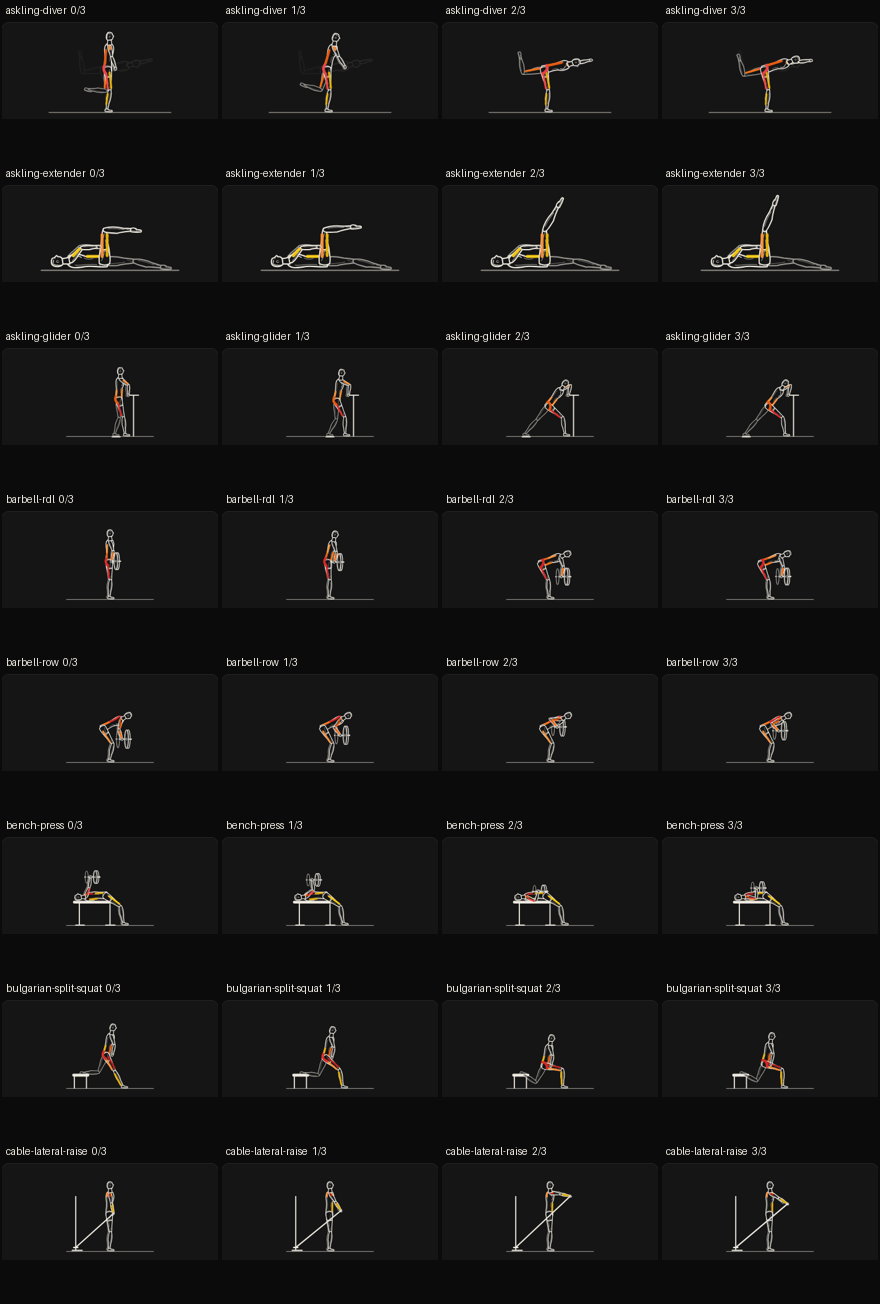 askling-diver 0/3
askling-diver 1/3
askling-diver 2/3
askling-diver 3/3
askling-extender 0/3
askling-extender 1/3
askling-extender 2/3
askling-extender 3/3
askling-glider 0/3
askling-glider 1/3
askling-glider 2/3
askling-glider 3/3
barbell-rdl 0/3
barbell-rdl 1/3
barbell-rdl 2/3
barbell-rdl 3/3
barbell-row 0/3
barbell-row 1/3
barbell-row 2/3
barbell-row 3/3
bench-press 0/3
bench-press 1/3
bench-press 2/3
bench-press 3/3
bulgarian-split-squat 0/3
bulgarian-split-squat 1/3
bulgarian-split-squat 2/3
bulgarian-split-squat 3/3
cable-lateral-raise 0/3
cable-lateral-raise 1/3
cable-lateral-raise 2/3
cable-lateral-raise 3/3